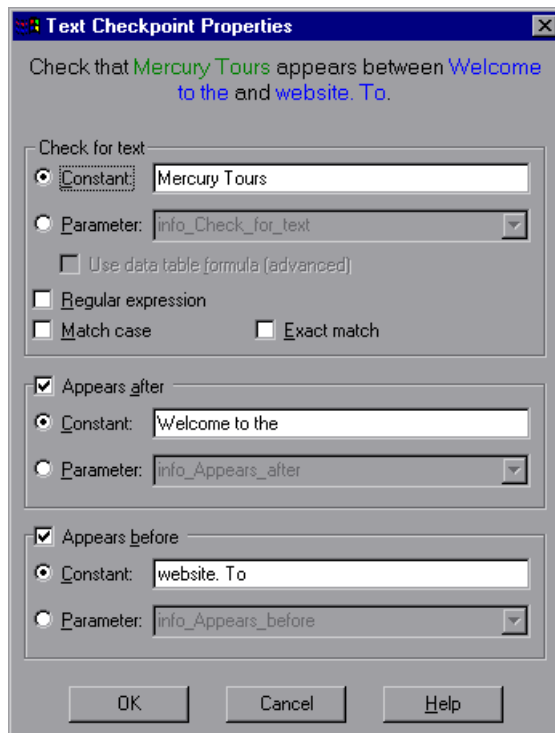 Text Checkpoint Properties
Check that Mercury Tours appears between Welcome
to the and website. To.
Check for text
Constant: Mercury Tours
Parameter: info_Check_for_text
Use data table formula (advanced)
Regular expression
Match case Exact match
Appears after
Constant: Welcome to the
Parameter: info_Appears_after
Appears before
Constant: website. To
Parameter: info_Appears_before
OK Cancel Help